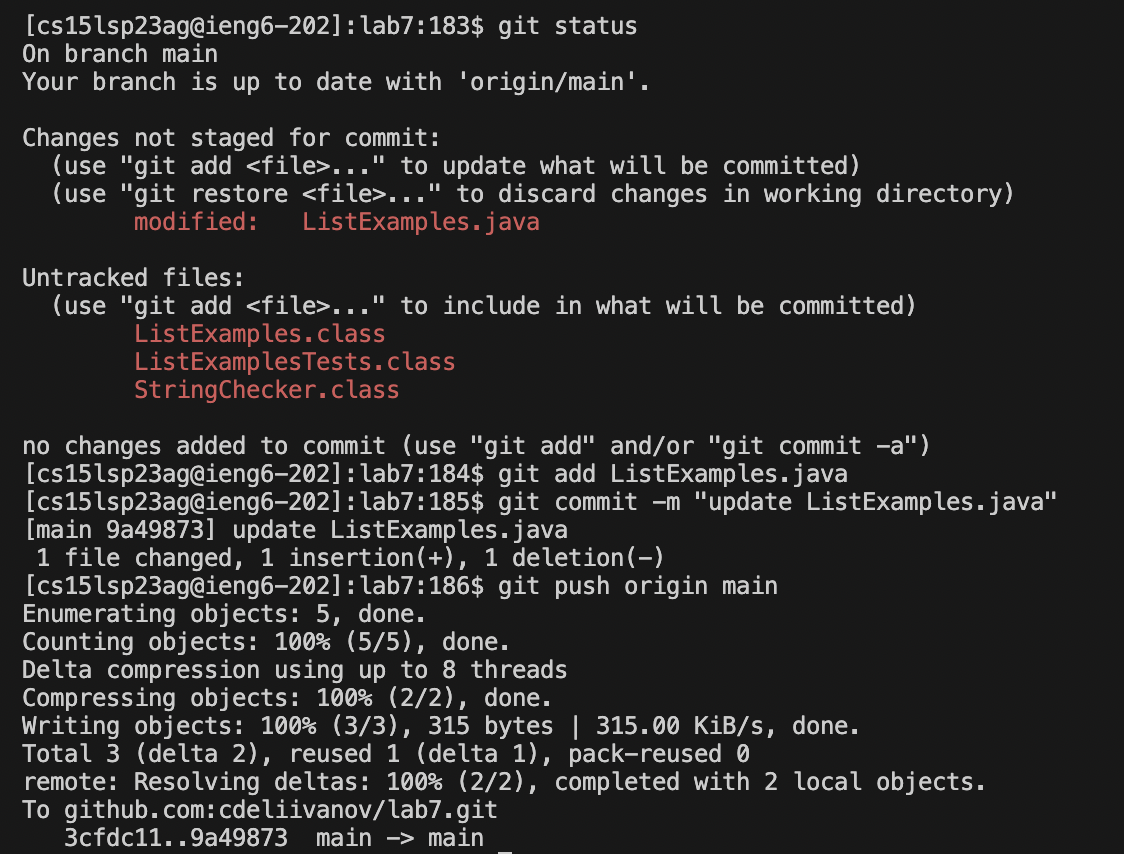 [cs15lsp23ag@ieng6-202]:lab7:183$ git status
On branch main
Your branch is up to date with 'origin/main'.
Changes not staged for commit:
  (use "git add <file>..." to update what will be committed)
  (use "git restore <file>..." to discard changes in working directory)
        modified:   ListExamples.java
Untracked files:
  (use "git add <file>..." to include in what will be committed)
        ListExamples.class
        ListExamplesTests.class
        StringChecker.class
no changes added to commit (use "git add" and/or "git commit -a")
[cs15lsp23ag@ieng6-202]:lab7:184$ git add ListExamples.java
[cs15lsp23ag@ieng6-202]:lab7:185$ git commit -m "update ListExamples.java"
[main 9a49873] update ListExamples.java
 1 file changed, 1 insertion(+), 1 deletion(-)
[cs15lsp23ag@ieng6-202]:lab7:186$ git push origin main
Enumerating objects: 5, done.
Counting objects: 100% (5/5), done.
Delta compression using up to 8 threads
Compressing objects: 100% (2/2), done.
Writing objects: 100% (3/3), 315 bytes | 315.00 KiB/s, done.
Total 3 (delta 2), reused 1 (delta 1), pack-reused 0
remote: Resolving deltas: 100% (2/2), completed with 2 local objects.
To github.com:cdeliivanov/lab7.git
   3cfdc11..9a49873  main -> main